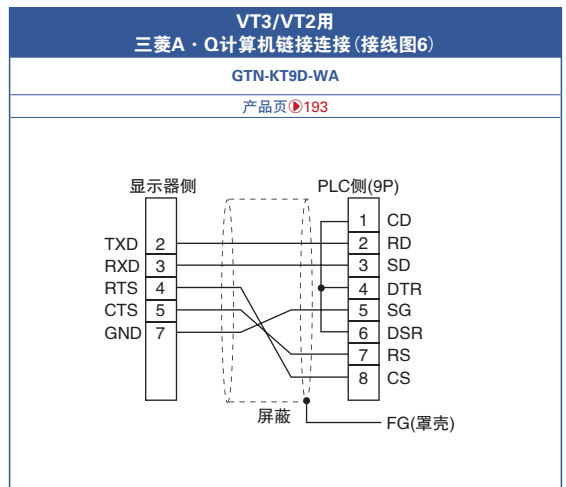 VT3/VT2用
三菱A・Q计算机链接连接(接线图6)
GTN-KT9D-WA
产品页 193
显示器侧 PLC侧(9P)
1 CD
TXD 2 2 RD
RXD 3 3 SD
RTS 4 4 DTR
CTS 5 5 SG
GND 7 6 DSR
7 RS
8 CS
屏蔽
FG(罩壳)